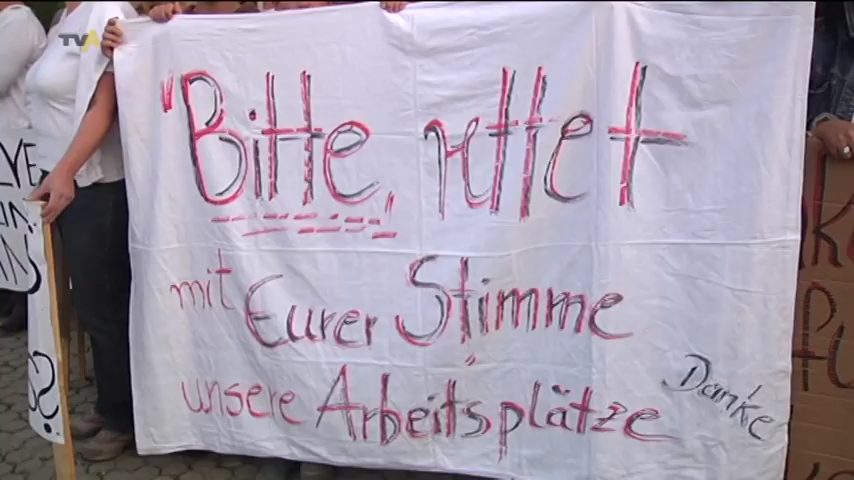 TVA
"Bitte, rettet
mit Eurer Stimme
unsere Arbeitsplätze
Danke